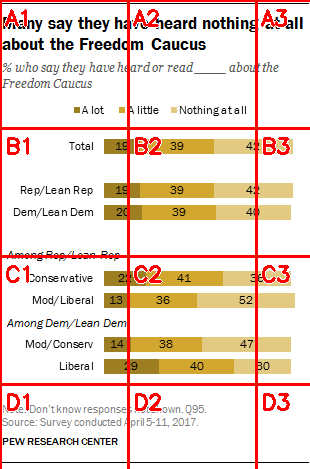 Many say they have heard nothing at all
about the Freedom Caucus
% who say they have heard or read_____ about the
Freedom Caucus
A lot A little Nothing at all
Total 19 39 42
Rep/Lean Rep 19 39 42
Dem/Lean Dem 20 39 40
Among Rep/Lean Rep
Conservative 22 41 36
Mod/Liberal 13 36 52
Among Dem/Lean Dem
Mod/Conserv 14 38 47
Liberal 29 40 30
Note: Don't know responses not shown. Q95.
Source: Survey conducted April 5-11, 2017.
PEW RESEARCH CENTER
A1 A2 A3
B1 B2 B3
C1 C2 C3
D1 D2 D3